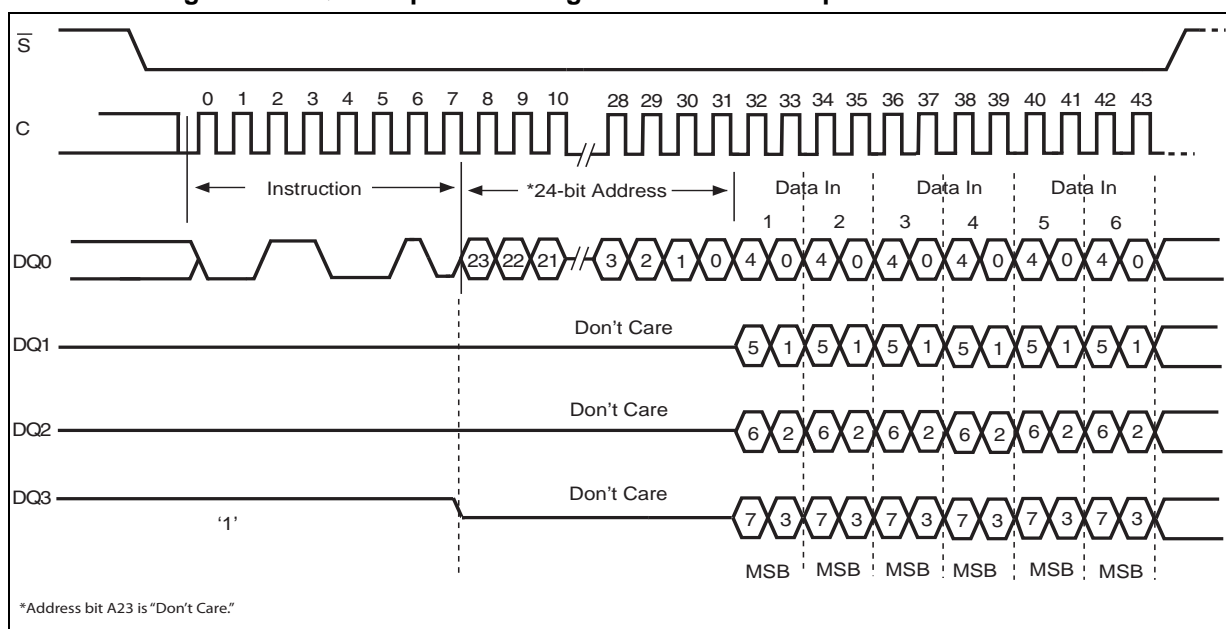 S
0 1 2 3 4 5 6 7 8 9 10 28 29 30 31 32 33 34 35 36 37 38 39 40 41 42 43
C
Instruction *24-bit Address Data In Data In Data In
1 2 3 4 5 6
DQ0 23 22 21 3 2 1 0 4 0 4 0 4 0 4 0 4 0 4 0
Don't Care
DQ1 5 1 5 1 5 1 5 1 5 1 5 1
Don't Care
DQ2 6 2 6 2 6 2 6 2 6 2 6 2
DQ3 Don't Care
'1' 7 3 7 3 7 3 7 3 7 3 7 3
MSB MSB MSB MSB MSB MSB
*Address bit A23 is "Don't Care."